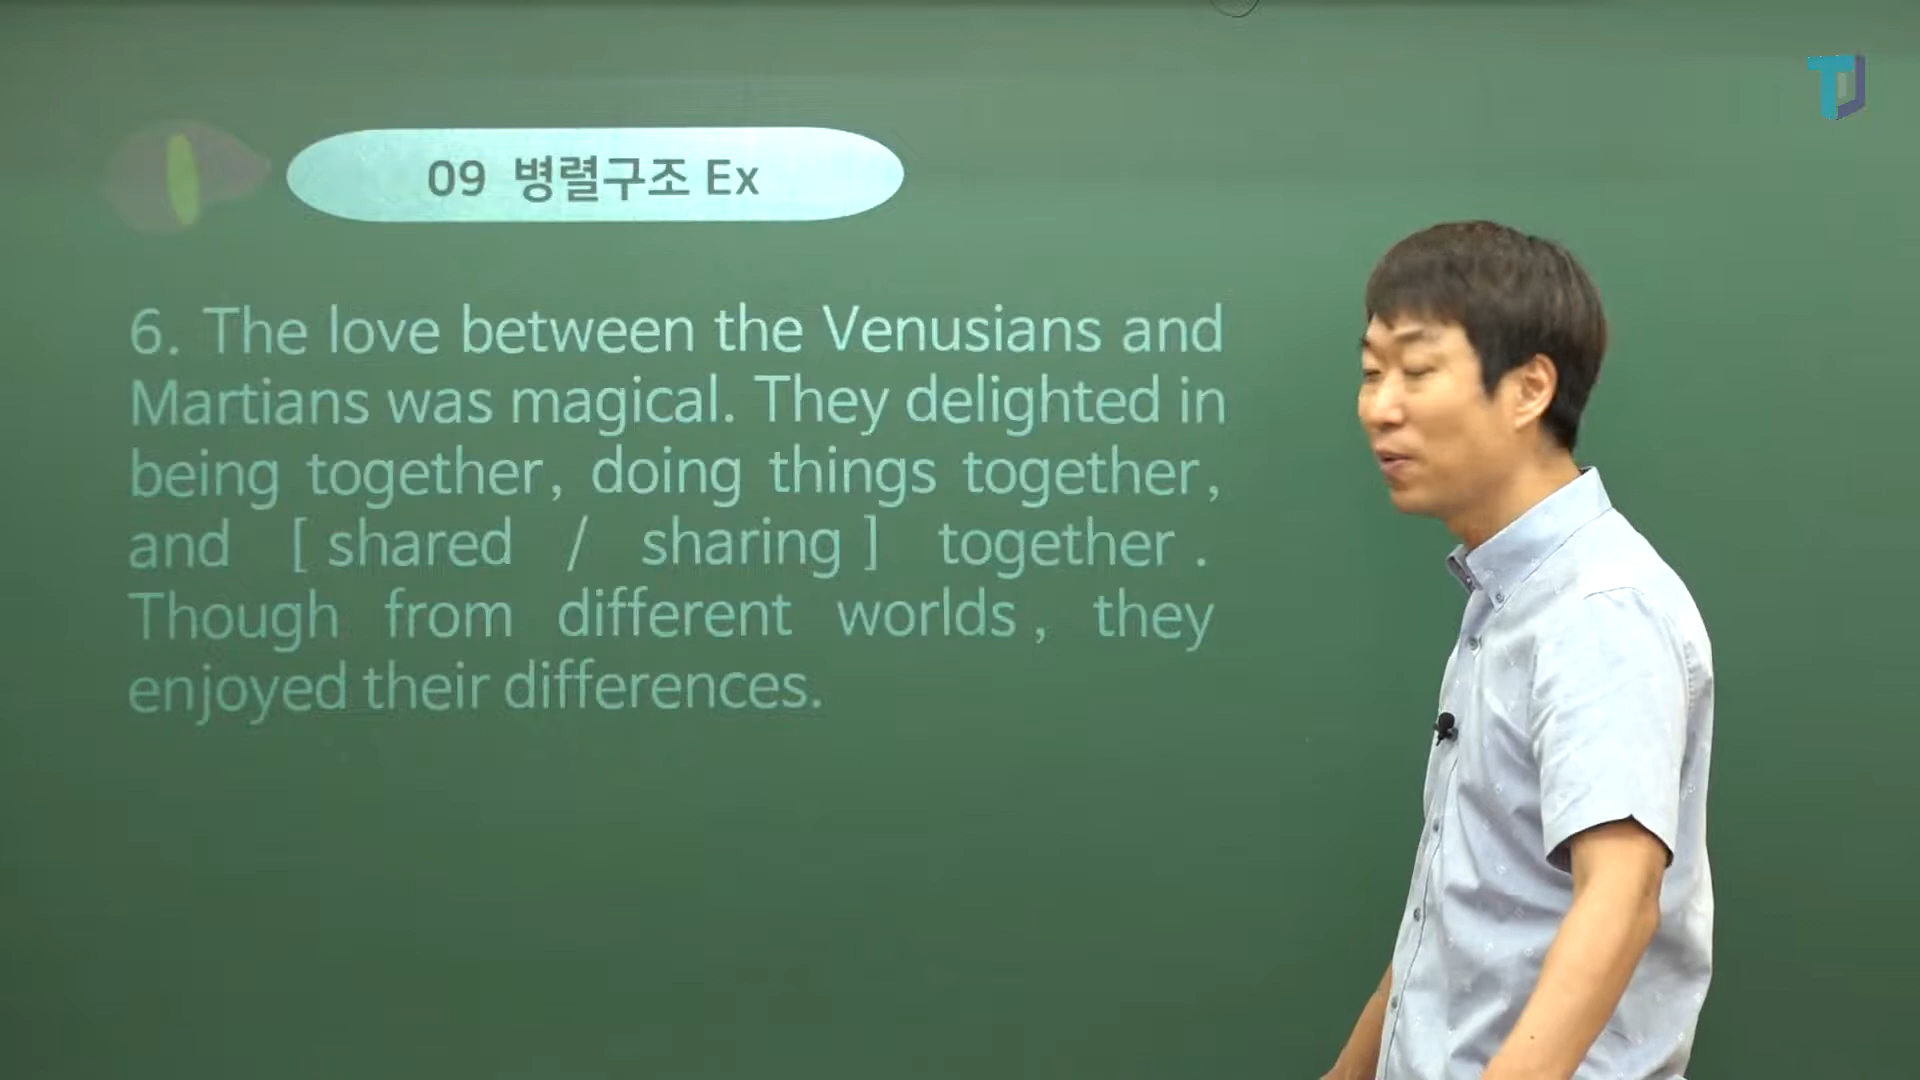 TJ
09 병렬구조 Ex
6. The love between the Venusians and
Martians was magical. They delighted in
being together, doing things together,
and [ shared / sharing ] together .
Though from different worlds , they
enjoyed their differences.